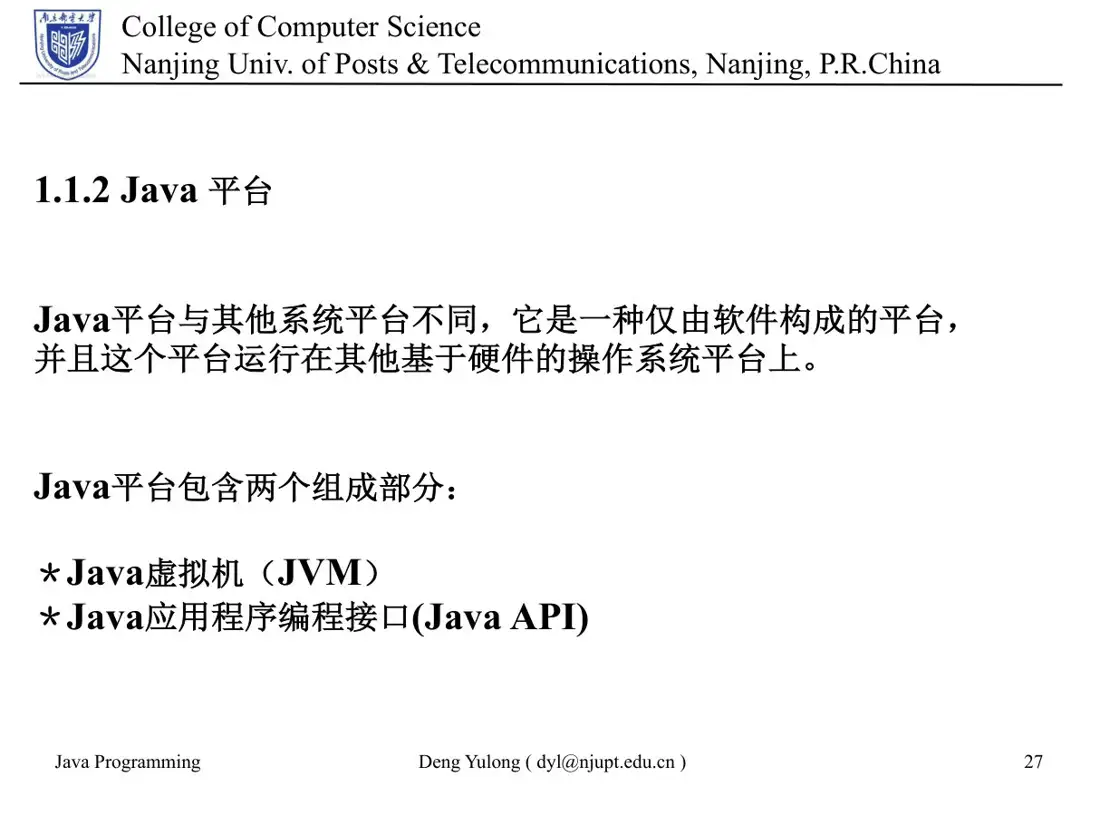 College of Computer Science
Nanjing Univ. of Posts & Telecommunications, Nanjing, P.R.China
1.1.2 Java 平台
Java平台与其他系统平台不同，它是一种仅由软件构成的平台，
并且这个平台运行在其他基于硬件的操作系统平台上。
Java平台包含两个组成部分：
＊Java虚拟机（JVM）
＊Java应用程序编程接口(Java API)
Java Programming
Deng Yulong ( dyl@njupt.edu.cn )
27